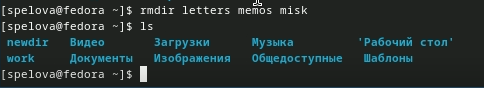 [spelova@fedora ~]$ rmdir letters memos misk
[spelova@fedora ~]$ ls
newdir Видео Загрузки Музыка 'Рабочий стол'
work Документы Изображения Общедоступные Шаблоны
[spelova@fedora ~]$